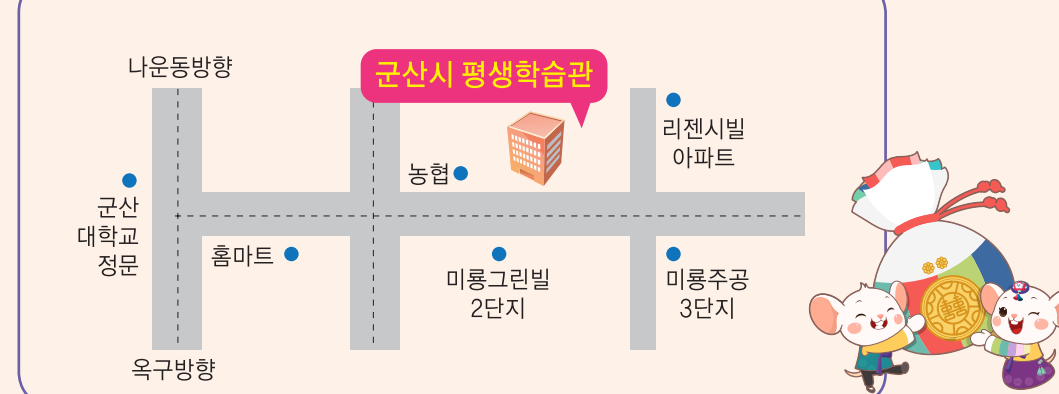 나운동방향
군산시 평생학습관
리젠시빌
아파트
농협
군산
대학교
정문
홈마트
미룡그린빌
2단지
미룡주공
3단지
옥구방향